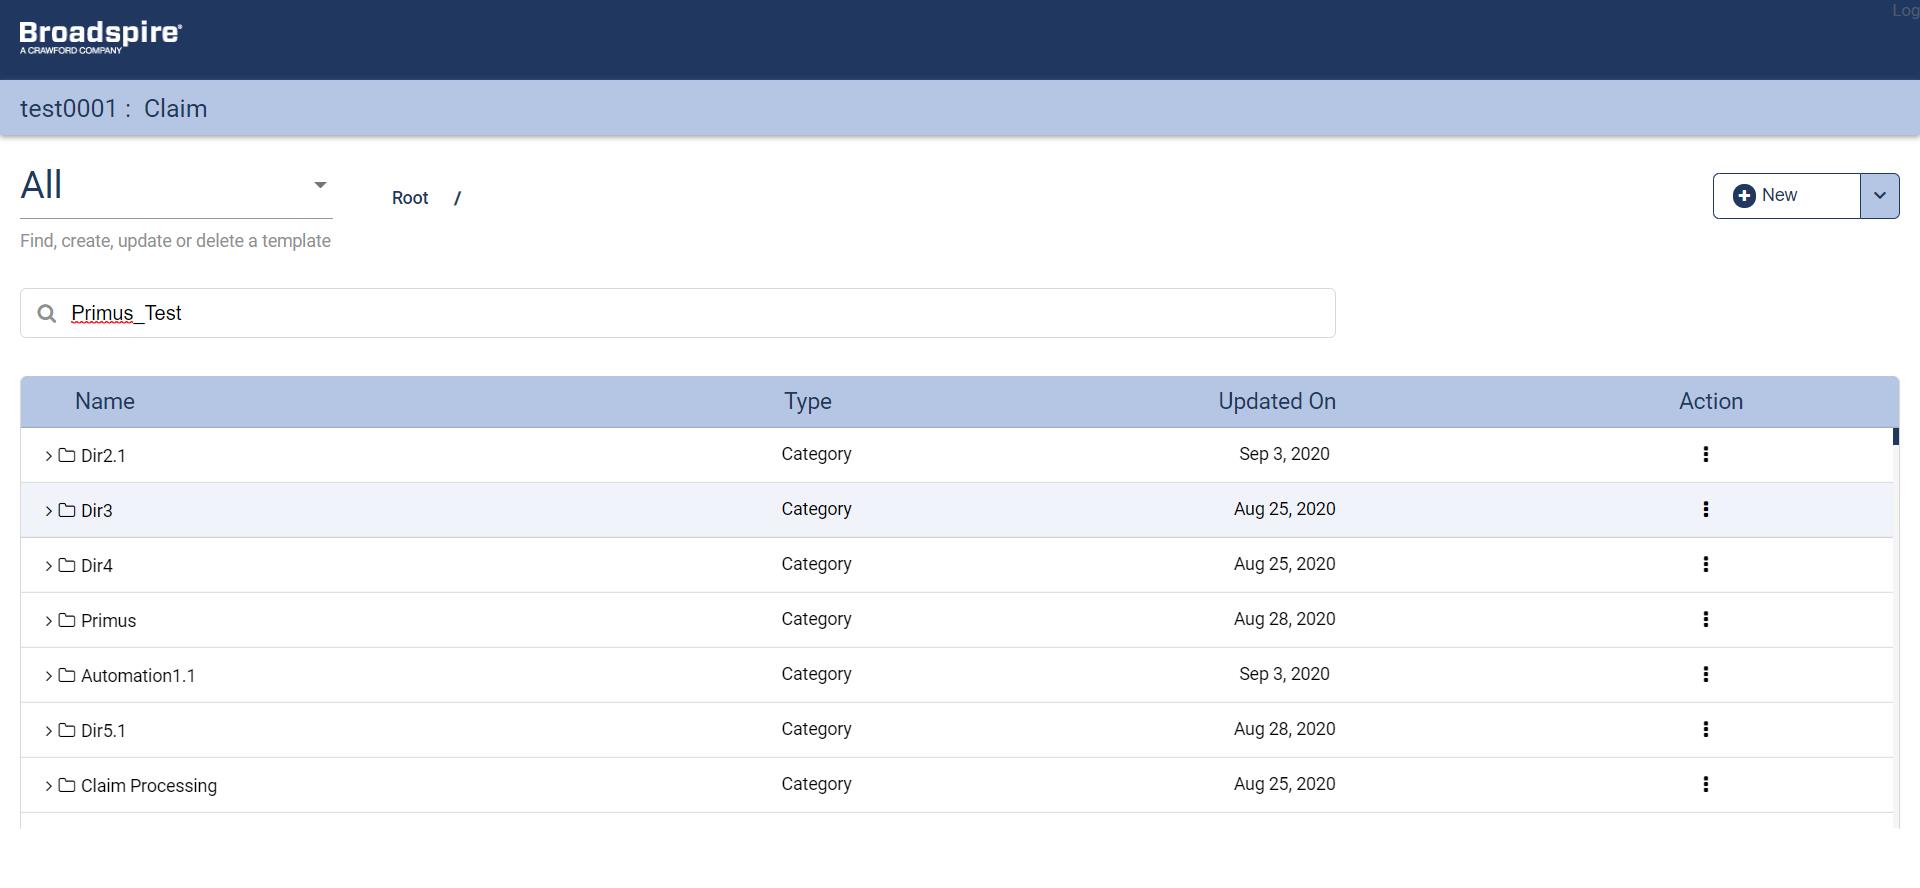 Log
Broadspire®
A CRAWFORD COMPANY
test0001 : Claim
All
Root /
New
Find, create, update or delete a template
Primus_Test
Name Type Updated On Action
Dir2.1 Category Sep 3, 2020
Dir3 Category Aug 25, 2020
Dir4 Category Aug 25, 2020
Primus Category Aug 28, 2020
Automation1.1 Category Sep 3, 2020
Dir5.1 Category Aug 28, 2020
Claim Processing Category Aug 25, 2020